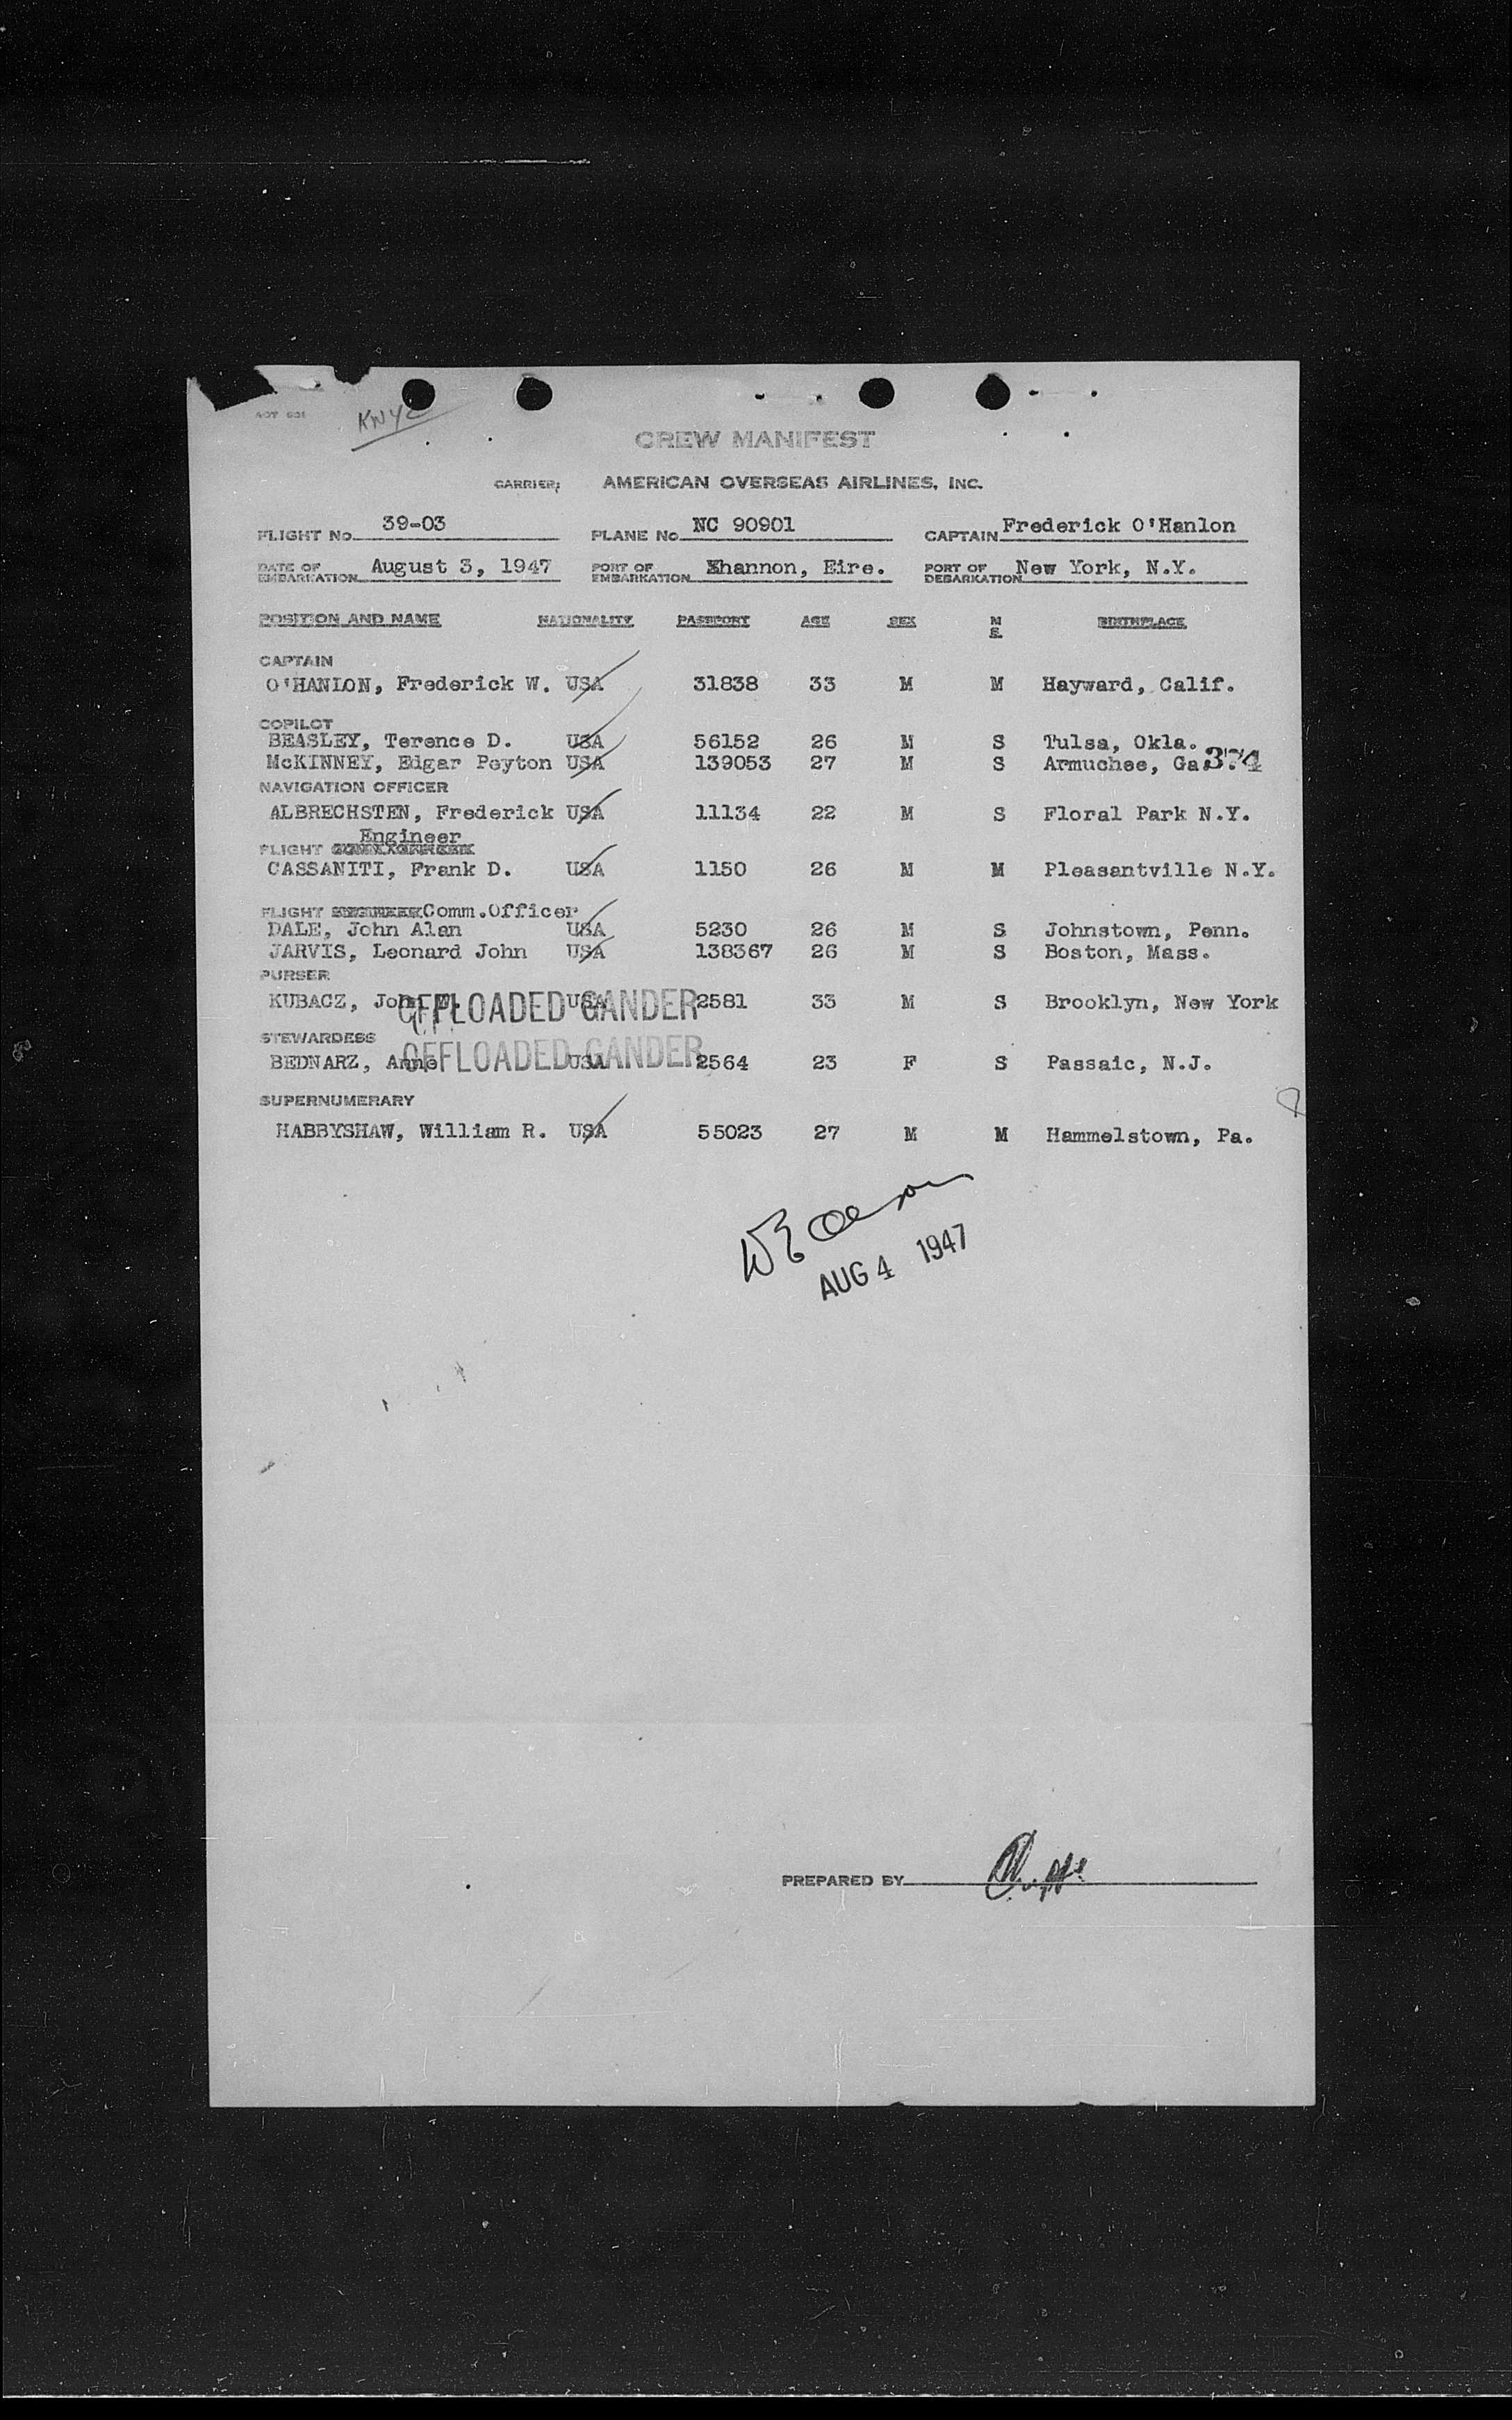 AOT 631
KNYC
CREW MANIFEST
CARRIER; AMERICAN OVERSEAS AIRLINES, INC.
FLIGHT No. 39-03 PLANE No. NC 90901 CAPTAIN Frederick O'Hanlon
DATE OF EMBARKATION August 3, 1947 PORT OF EMBARKATION Shannon, Eire. PORT OF DEBARKATION New York, N.Y.
POSITION AND NAME NATIONALITY PASSPORT AGE SEX M S. BIRTHPLACE
CAPTAIN
O'HANLON, Frederick W. USA 31838 33 M M Hayward, Calif.
COPILOT
BEASLEY, Terence D. USA 56152 26 M S Tulsa, Okla.
McKINNEY, Edgar Peyton USA 139053 27 M S Armuchee, Ga. 374
NAVIGATION OFFICER
ALBRECHSTEN, Frederick USA 11134 22 M S Floral Park N.Y.
Engineer
FLIGHT
CASSANITI, Frank D. USA 1150 26 M M Pleasantville N.Y.
FLIGHT ENGINEER Comm.Officer
DALE, John Alan USA 5230 26 M S Johnstown, Penn.
JARVIS, Leonard John USA 138367 26 M S Boston, Mass.
PURSER
KUBACZ, John USA 2581 33 M S Brooklyn, New York
OFFLOADED GANDER
STEWARDESS
BEDNARZ, Anne USA 2564 23 F S Passaic, N.J.
OFFLOADED GANDER
SUPERNUMERARY
HABBYSHAW, William R. USA 55023 27 M M Hammelstown, Pa.
AUG 4 1947
PREPARED BY